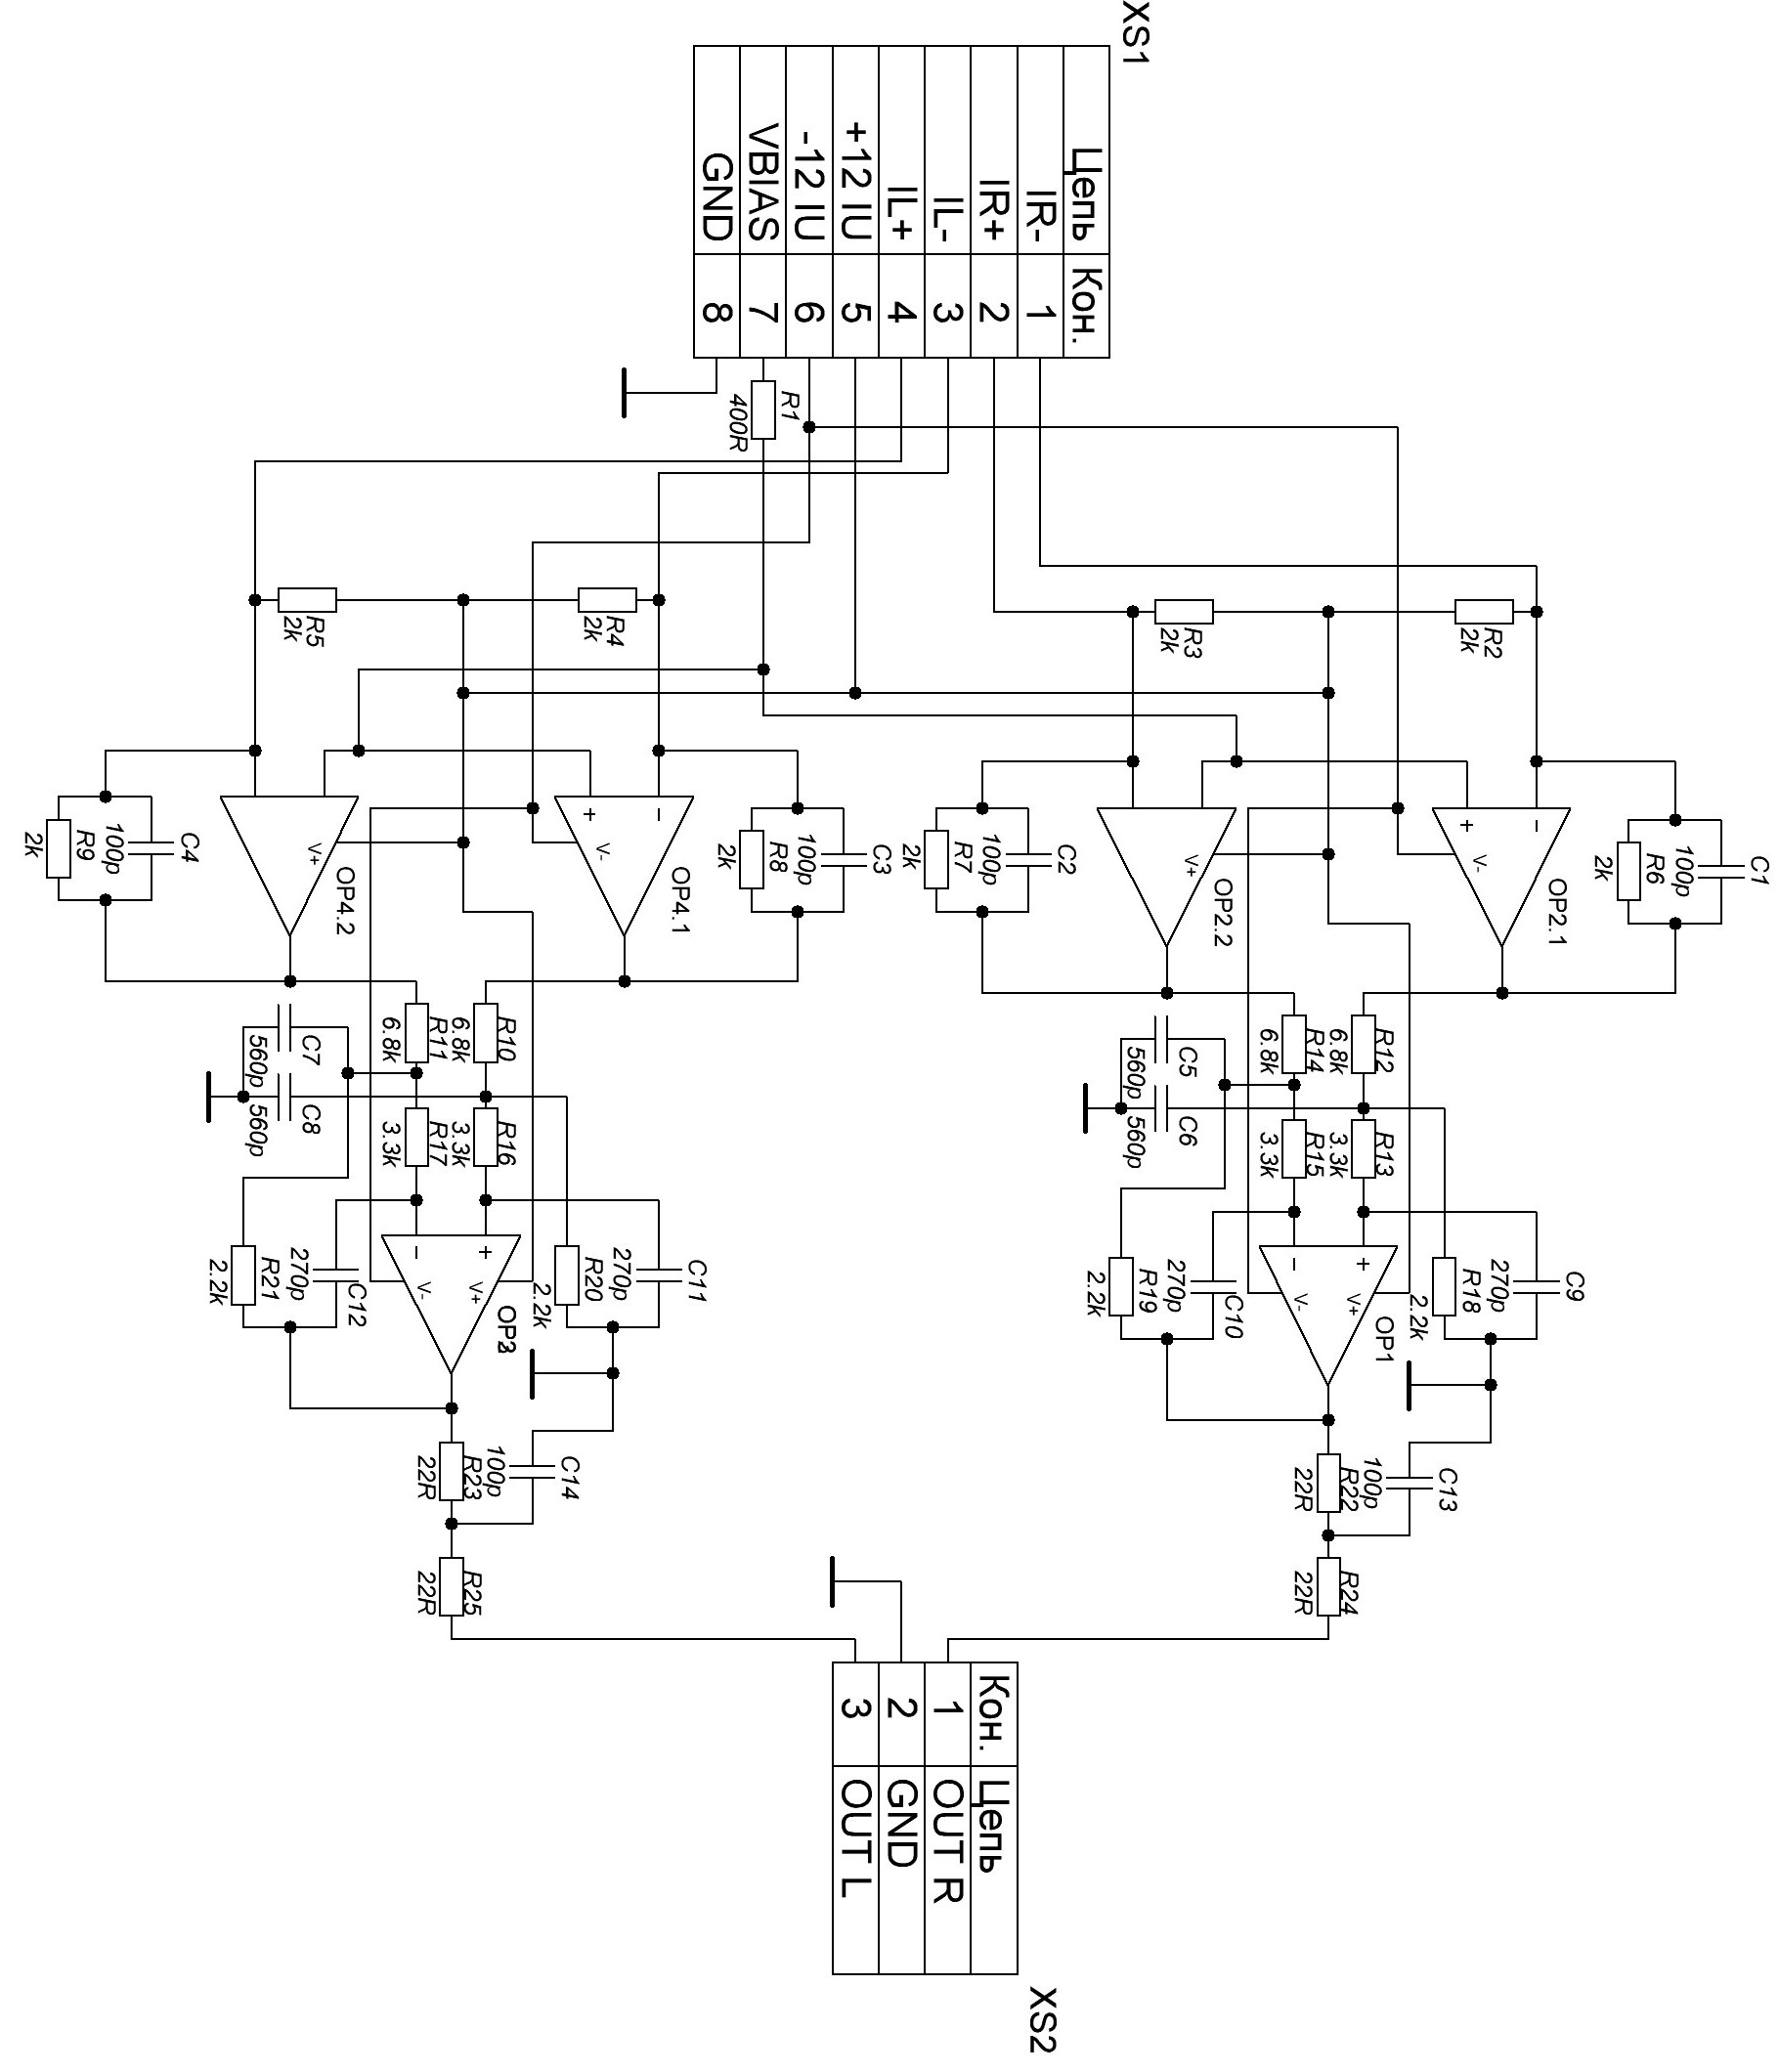 XS1
Цепь Кон.
IR- 1
IR+ 2
IL- 3
IL+ 4
+12 IU 5
-12 IU 6
VBIAS 7
GND 8
R1
400R
R2
2k
R3
2k
R4
2k
R5
2k
C1
100p
R6
2k
C2
100p
R7
2k
C3
100p
R8
2k
C4
100p
R9
2k
+
−
V-
OP2.1
V+
OP2.2
+
−
V-
OP4.1
V+
OP4.2
R12
6.8k
R14
6.8k
C5
560p
C6
560p
R13
3.3k
R15
3.3k
R10
6.8k
R11
6.8k
C7
560p
C8
560p
R16
3.3k
R17
3.3k
C9
270p
R18
2.2k
+
−
V+
V-
OP1
C10
270p
R19
2.2k
C11
270p
R20
2.2k
+
−
V+
V-
OP3
C12
270p
R21
2.2k
C13
100p
R22
22R
R24
22R
C14
100p
R23
22R
R25
22R
Кон. Цепь
1 OUT R
2 GND
3 OUT L
XS2